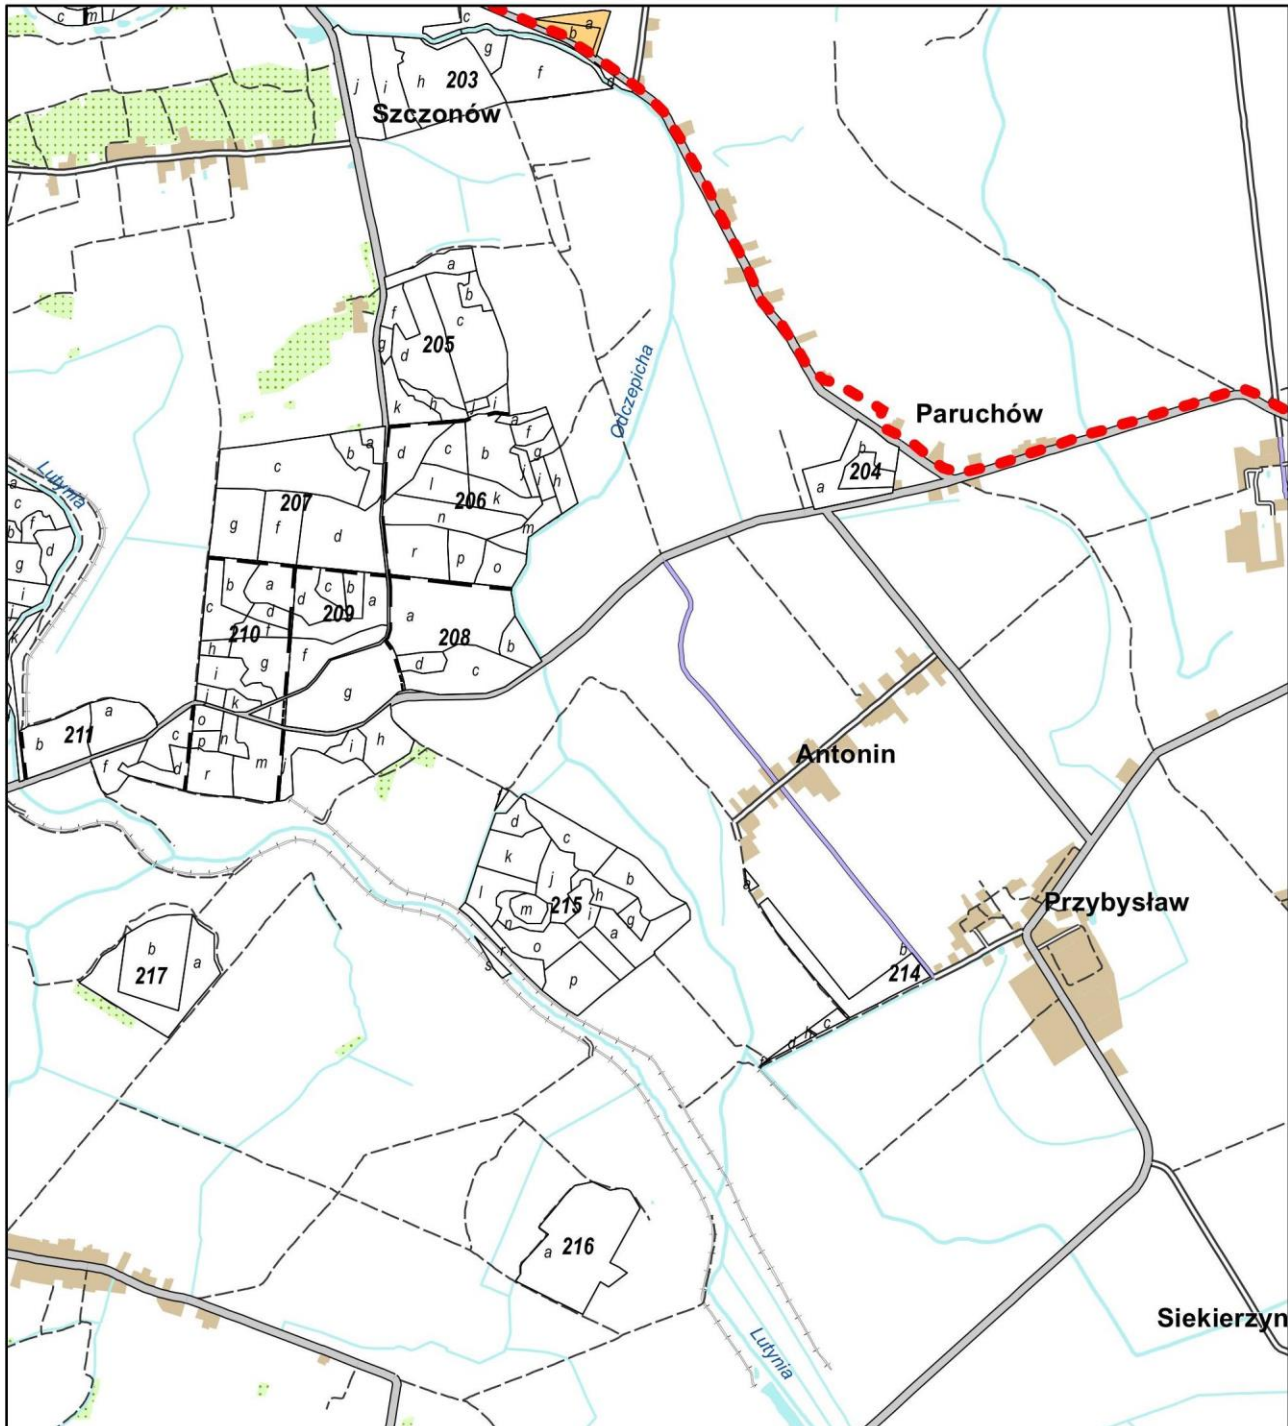 c m l
c
b a
g
j i h 203 f
g
Szczonów
a
b
f c
205
g d
k h l i
Odczepicha
Paruchów
a
b
d c b f
c g
l j i h
206 k
207
n m
g f d
r p o
b
204
a
Lutynia
a
c
b f d
g
i
j
k
b a d c b a
c d 209 a
210 f 208
h g f b
i d c
j k g
l
a o
211 p n
b c i h
f d r m j
Antonin
d c
k j b
l h
m 215 i g
n a
o
r
s p
a
Przybysław
b
214
c
h
d
b
a
217
216
a
Siekierzyn
Lutynia